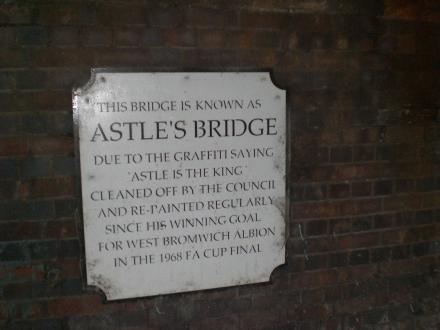 THIS BRIDGE IS KNOWN AS
ASTLE'S BRIDGE
DUE TO THE GRAFFITI SAYING
'ASTLE IS THE KING'
CLEANED OFF BY THE COUNCIL
AND RE-PAINTED REGULARLY
SINCE HIS WINNING GOAL
FOR WEST BROMWICH ALBION
IN THE 1968 FA CUP FINAL